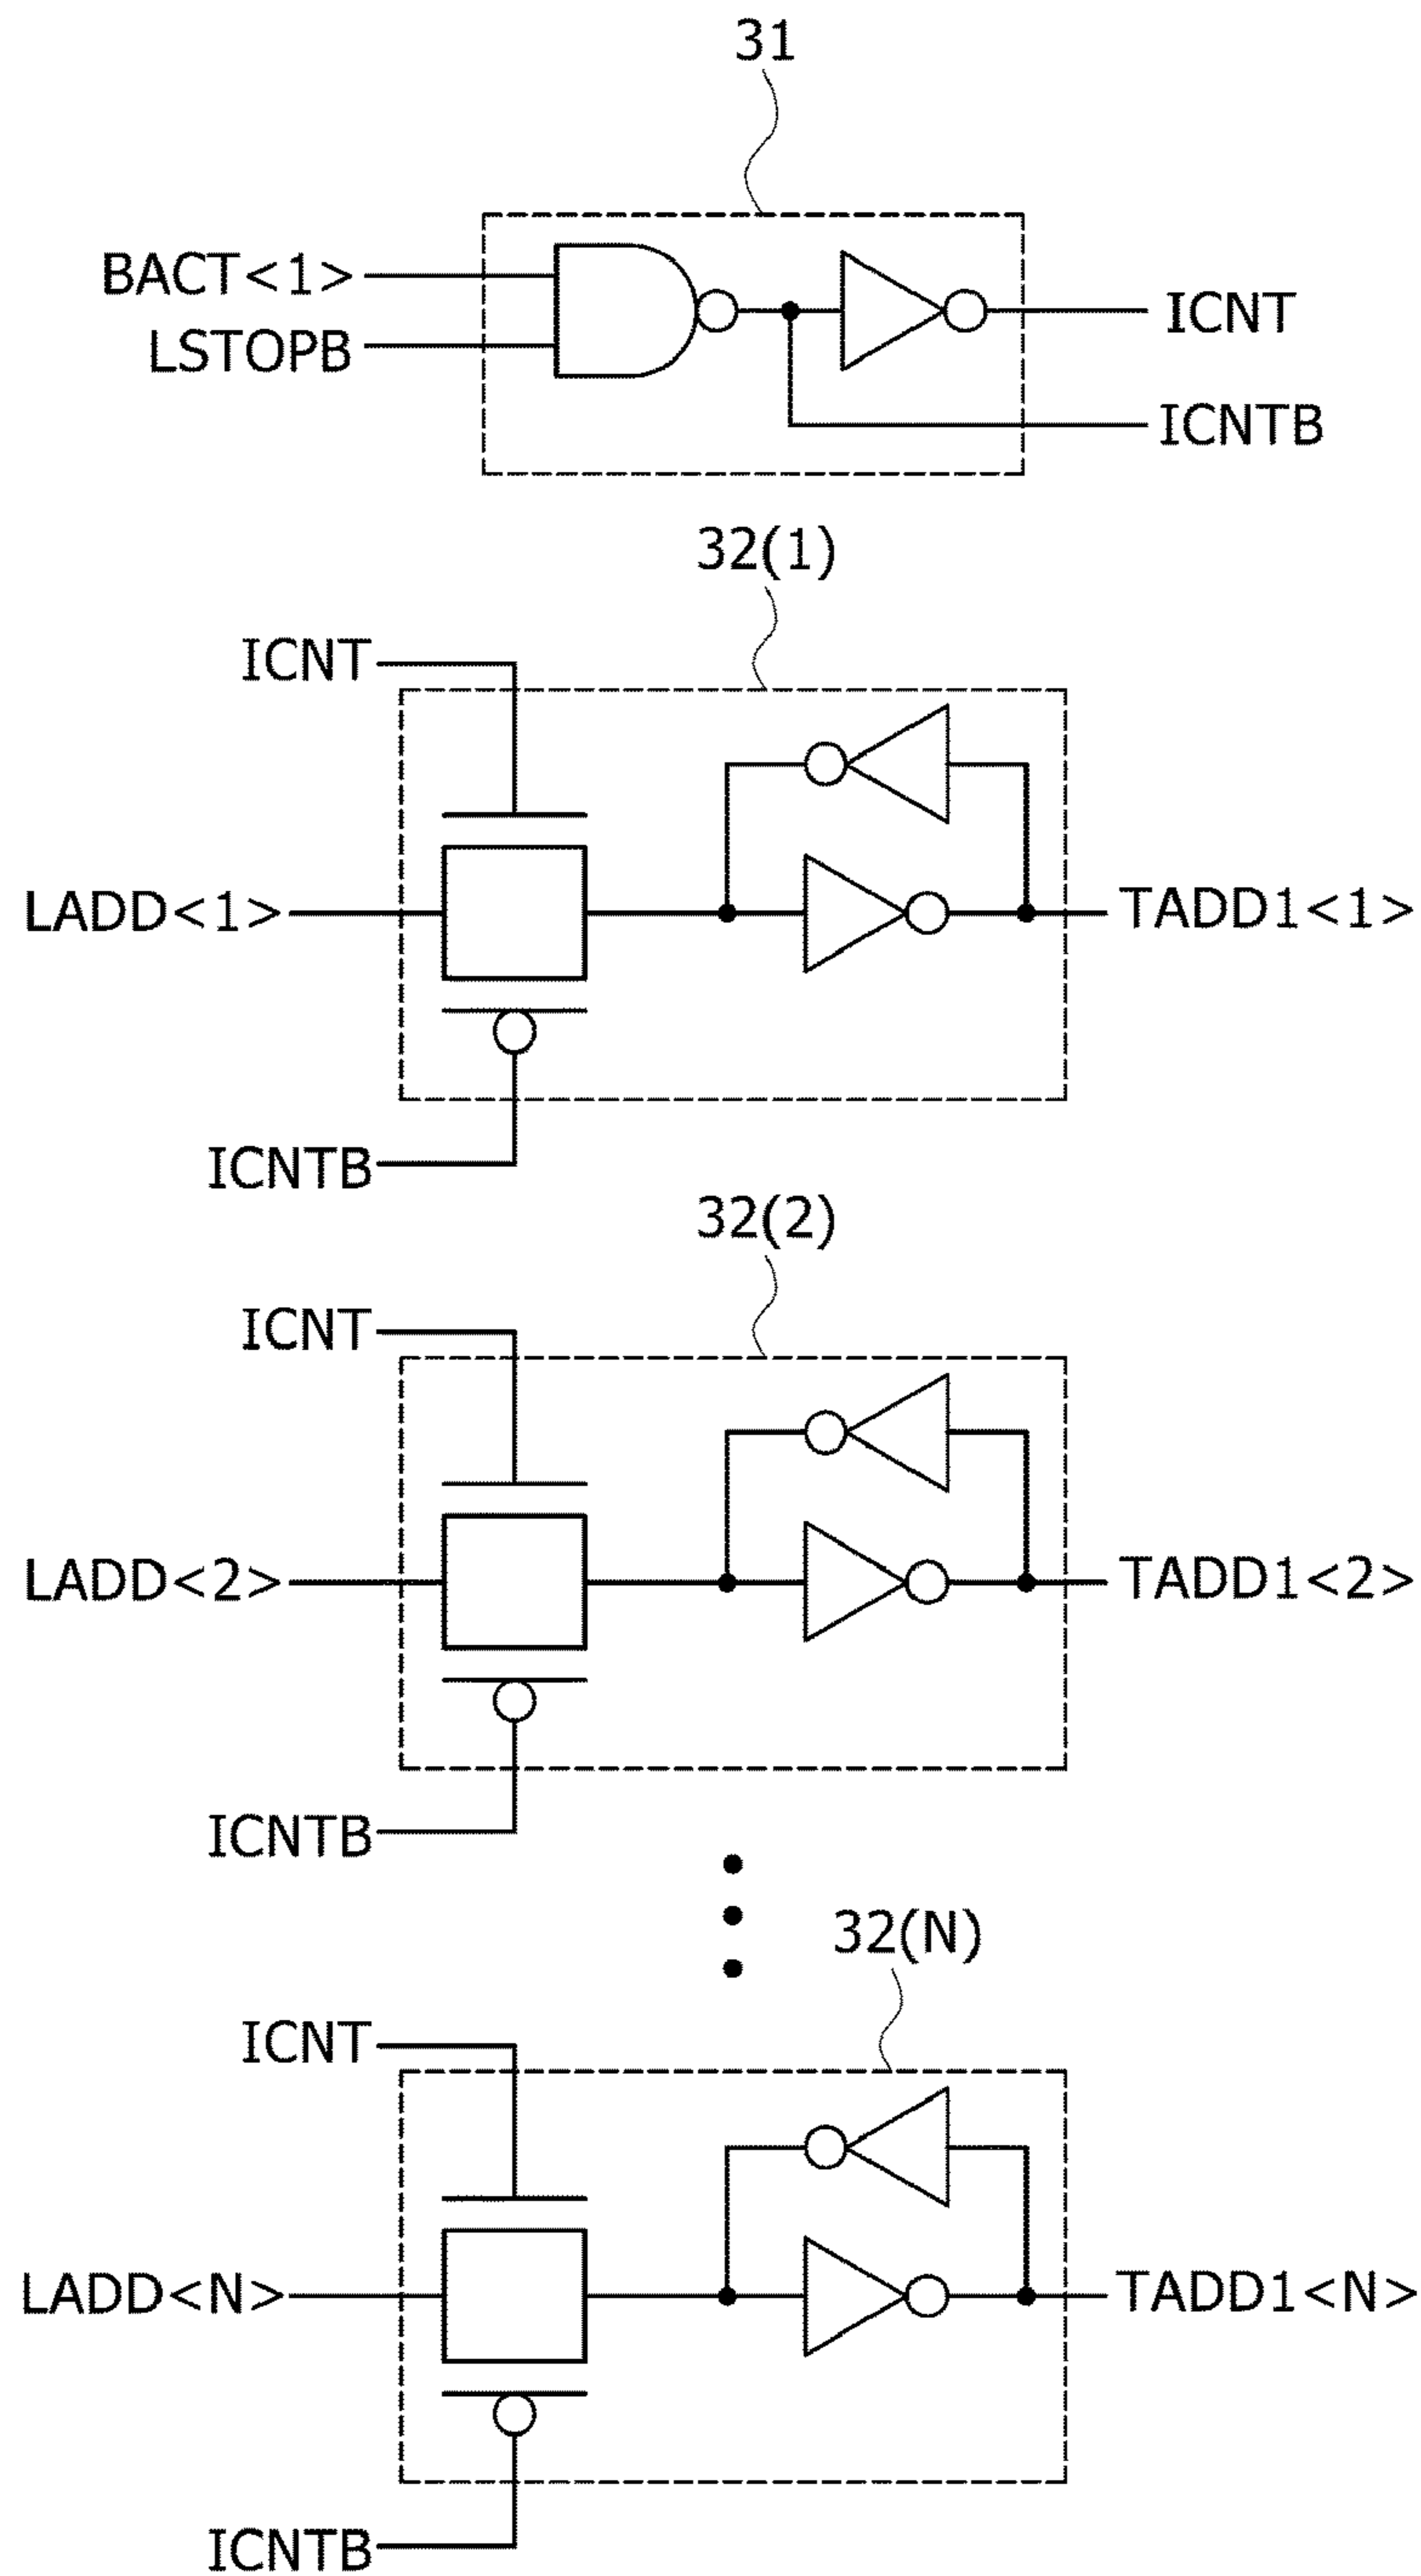 31
BACT<1>
LSTOPB
ICNT
ICNTB
32(1)
ICNT
LADD<1>
TADD1<1>
ICNTB
32(2)
ICNT
LADD<2>
TADD1<2>
ICNTB
32(N)
ICNT
LADD<N>
TADD1<N>
ICNTB